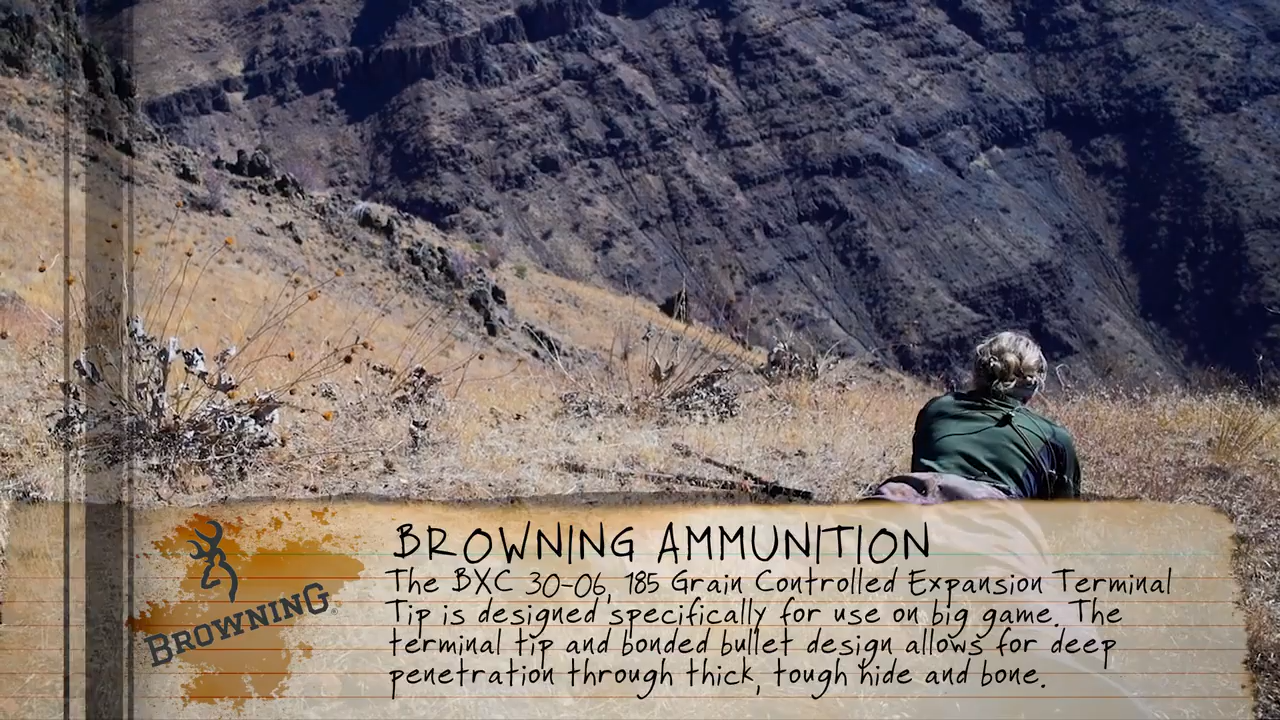 BROWNING AMMUNITION
The BXC 30-06, 185 Grain Controlled Expansion Terminal
Tip is designed specifically for use on big game. The
terminal tip and bonded bullet design allows for deep
penetration through thick, tough hide and bone.
BROWNING